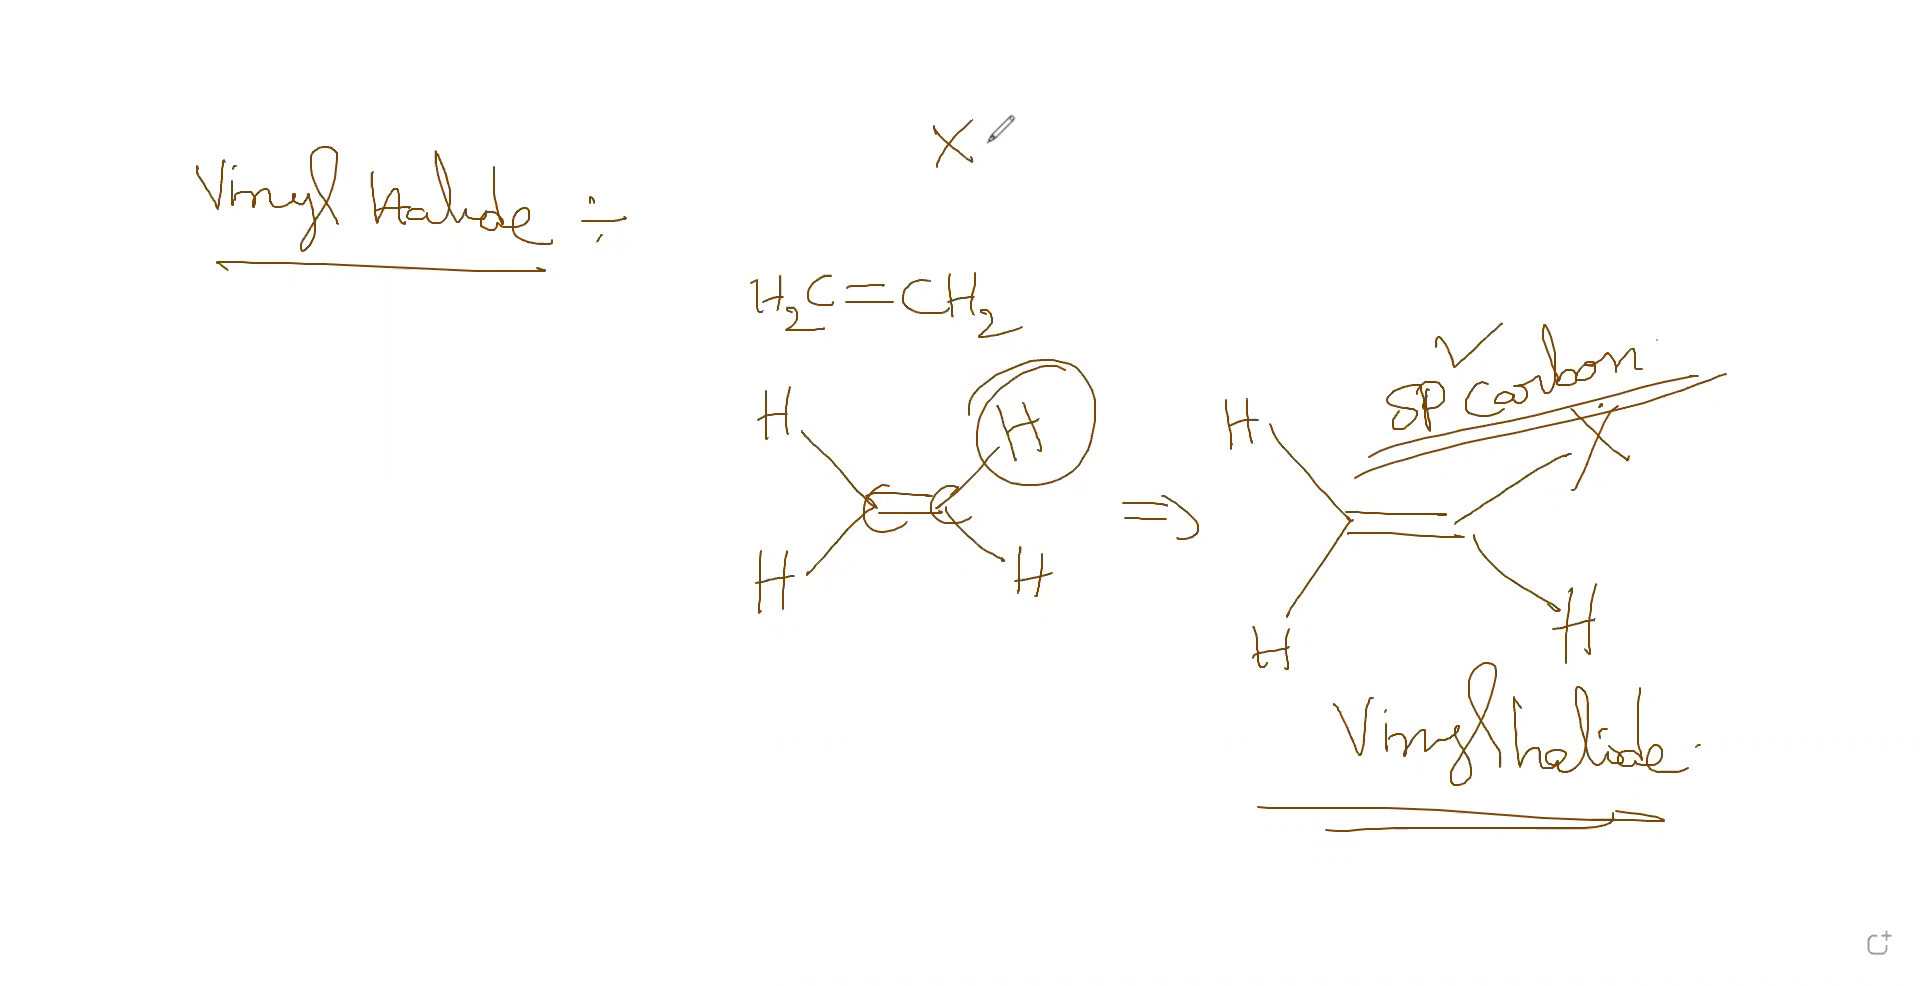 X
Vinyl Halide ÷
H₂C=CH₂
SP Carbon
H H H X
C=C ⇒
H H H H
Vinyl halide.